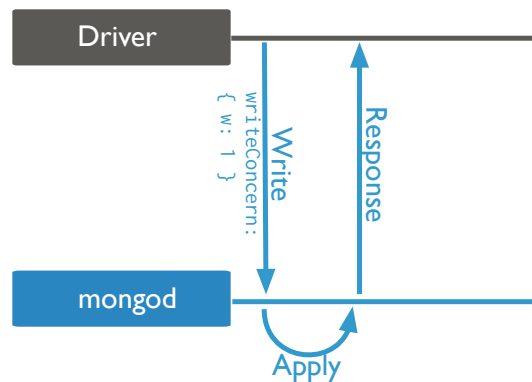 Driver
Write
writeConcern:
{ w: 1 }
Response
mongod
Apply